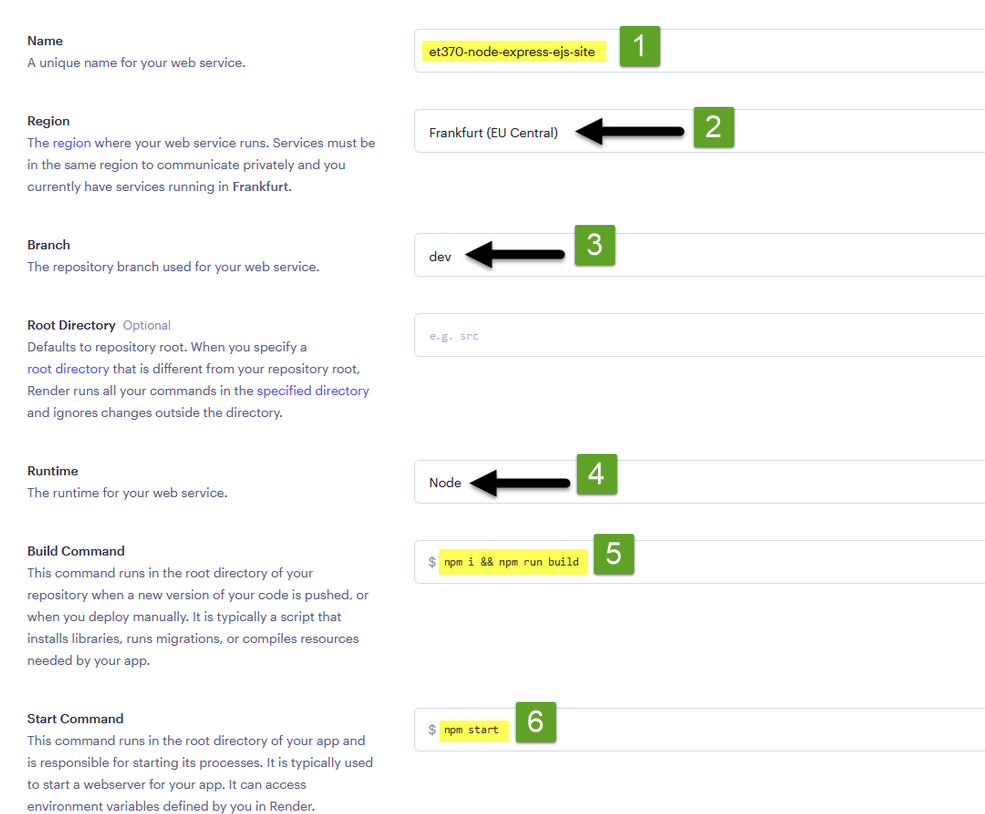 Name
A unique name for your web service.
et370-node-express-ejs-site
1
Region
The region where your web service runs. Services must be
in the same region to communicate privately and you
currently have services running in Frankfurt.
Frankfurt (EU Central)
2
Branch
The repository branch used for your web service.
dev
3
Root Directory Optional
Defaults to repository root. When you specify a
root directory that is different from your repository root,
Render runs all your commands in the specified directory
and ignores changes outside the directory.
e.g. src
Runtime
The runtime for your web service.
Node
4
Build Command
This command runs in the root directory of your
repository when a new version of your code is pushed, or
when you deploy manually. It is typically a script that
installs libraries, runs migrations, or compiles resources
needed by your app.
$ npm i && npm run build
5
Start Command
This command runs in the root directory of your app and
is responsible for starting its processes. It is typically used
to start a webserver for your app. It can access
environment variables defined by you in Render.
$ npm start
6